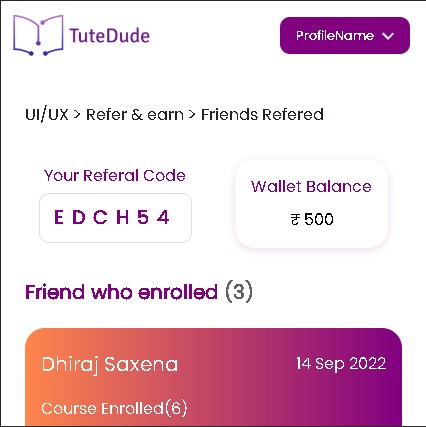 TuteDude
ProfileName
UI/UX > Refer & earn > Friends Refered
Your Referal Code
EDCH54
Wallet Balance
₹ 500
Friend who enrolled (3)
Dhiraj Saxena
14 Sep 2022
Course Enrolled(6)